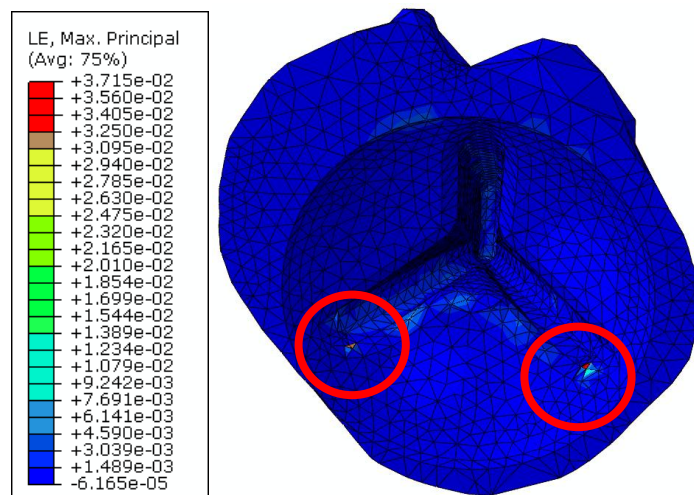 LE, Max. Principal
(Avg: 75%)
+3.715e-02
+3.560e-02
+3.405e-02
+3.250e-02
+3.095e-02
+2.940e-02
+2.785e-02
+2.630e-02
+2.475e-02
+2.320e-02
+2.165e-02
+2.010e-02
+1.854e-02
+1.699e-02
+1.544e-02
+1.389e-02
+1.234e-02
+1.079e-02
+9.242e-03
+7.691e-03
+6.141e-03
+4.590e-03
+3.039e-03
+1.489e-03
-6.165e-05